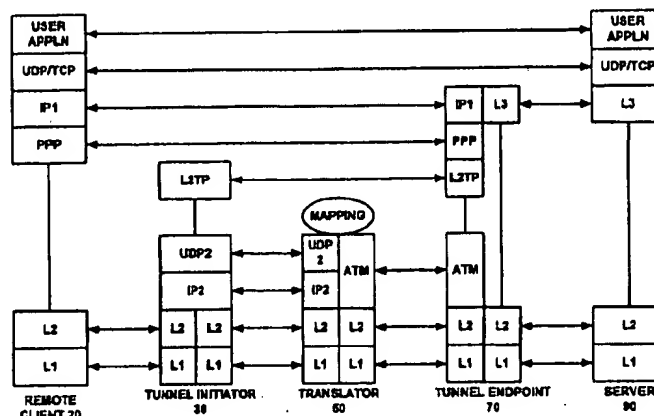 USER
APPLN
USER
APPLN
UDP/TCP
UDP/TCP
IP1
IP1
L3
L3
PPP
PPP
L2TP
L2TP
MAPPING
UDP2
UDP
2
ATM
ATM
IP2
IP2
L2
L2
L2
L2
L2
L2
L2
L2
L1
L1
L1
L1
L1
L1
L1
L1
REMOTE
CLIENT 20
TUNNEL INITIATOR
TRANSLATOR
60
TUNNEL ENDPOINT
70
SERVER
90